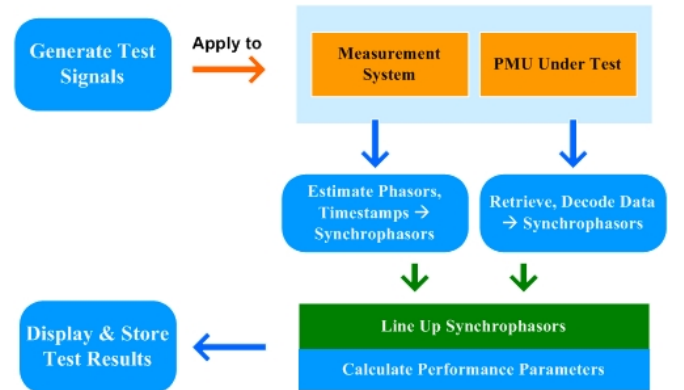 Generate Test
Signals
Apply to
Measurement
System
PMU Under Test
Estimate Phasors,
Timestamps →
Synchrophasors
Retrieve, Decode Data
→ Synchrophasors
Line Up Synchrophasors
Calculate Performance Parameters
Display & Store
Test Results